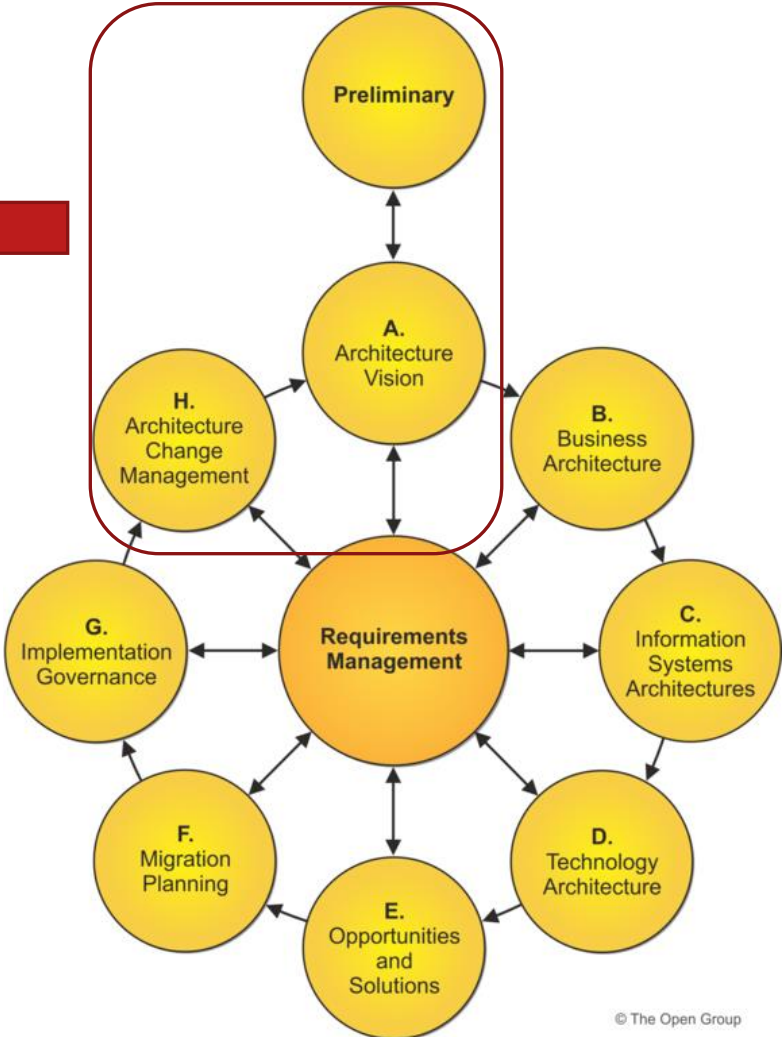 Preliminary
A.
Architecture
Vision
B.
Business
Architecture
C.
Information
Systems
Architectures
D.
Technology
Architecture
E.
Opportunities
and
Solutions
F.
Migration
Planning
G.
Implementation
Governance
H.
Architecture
Change
Management
Requirements
Management
© The Open Group